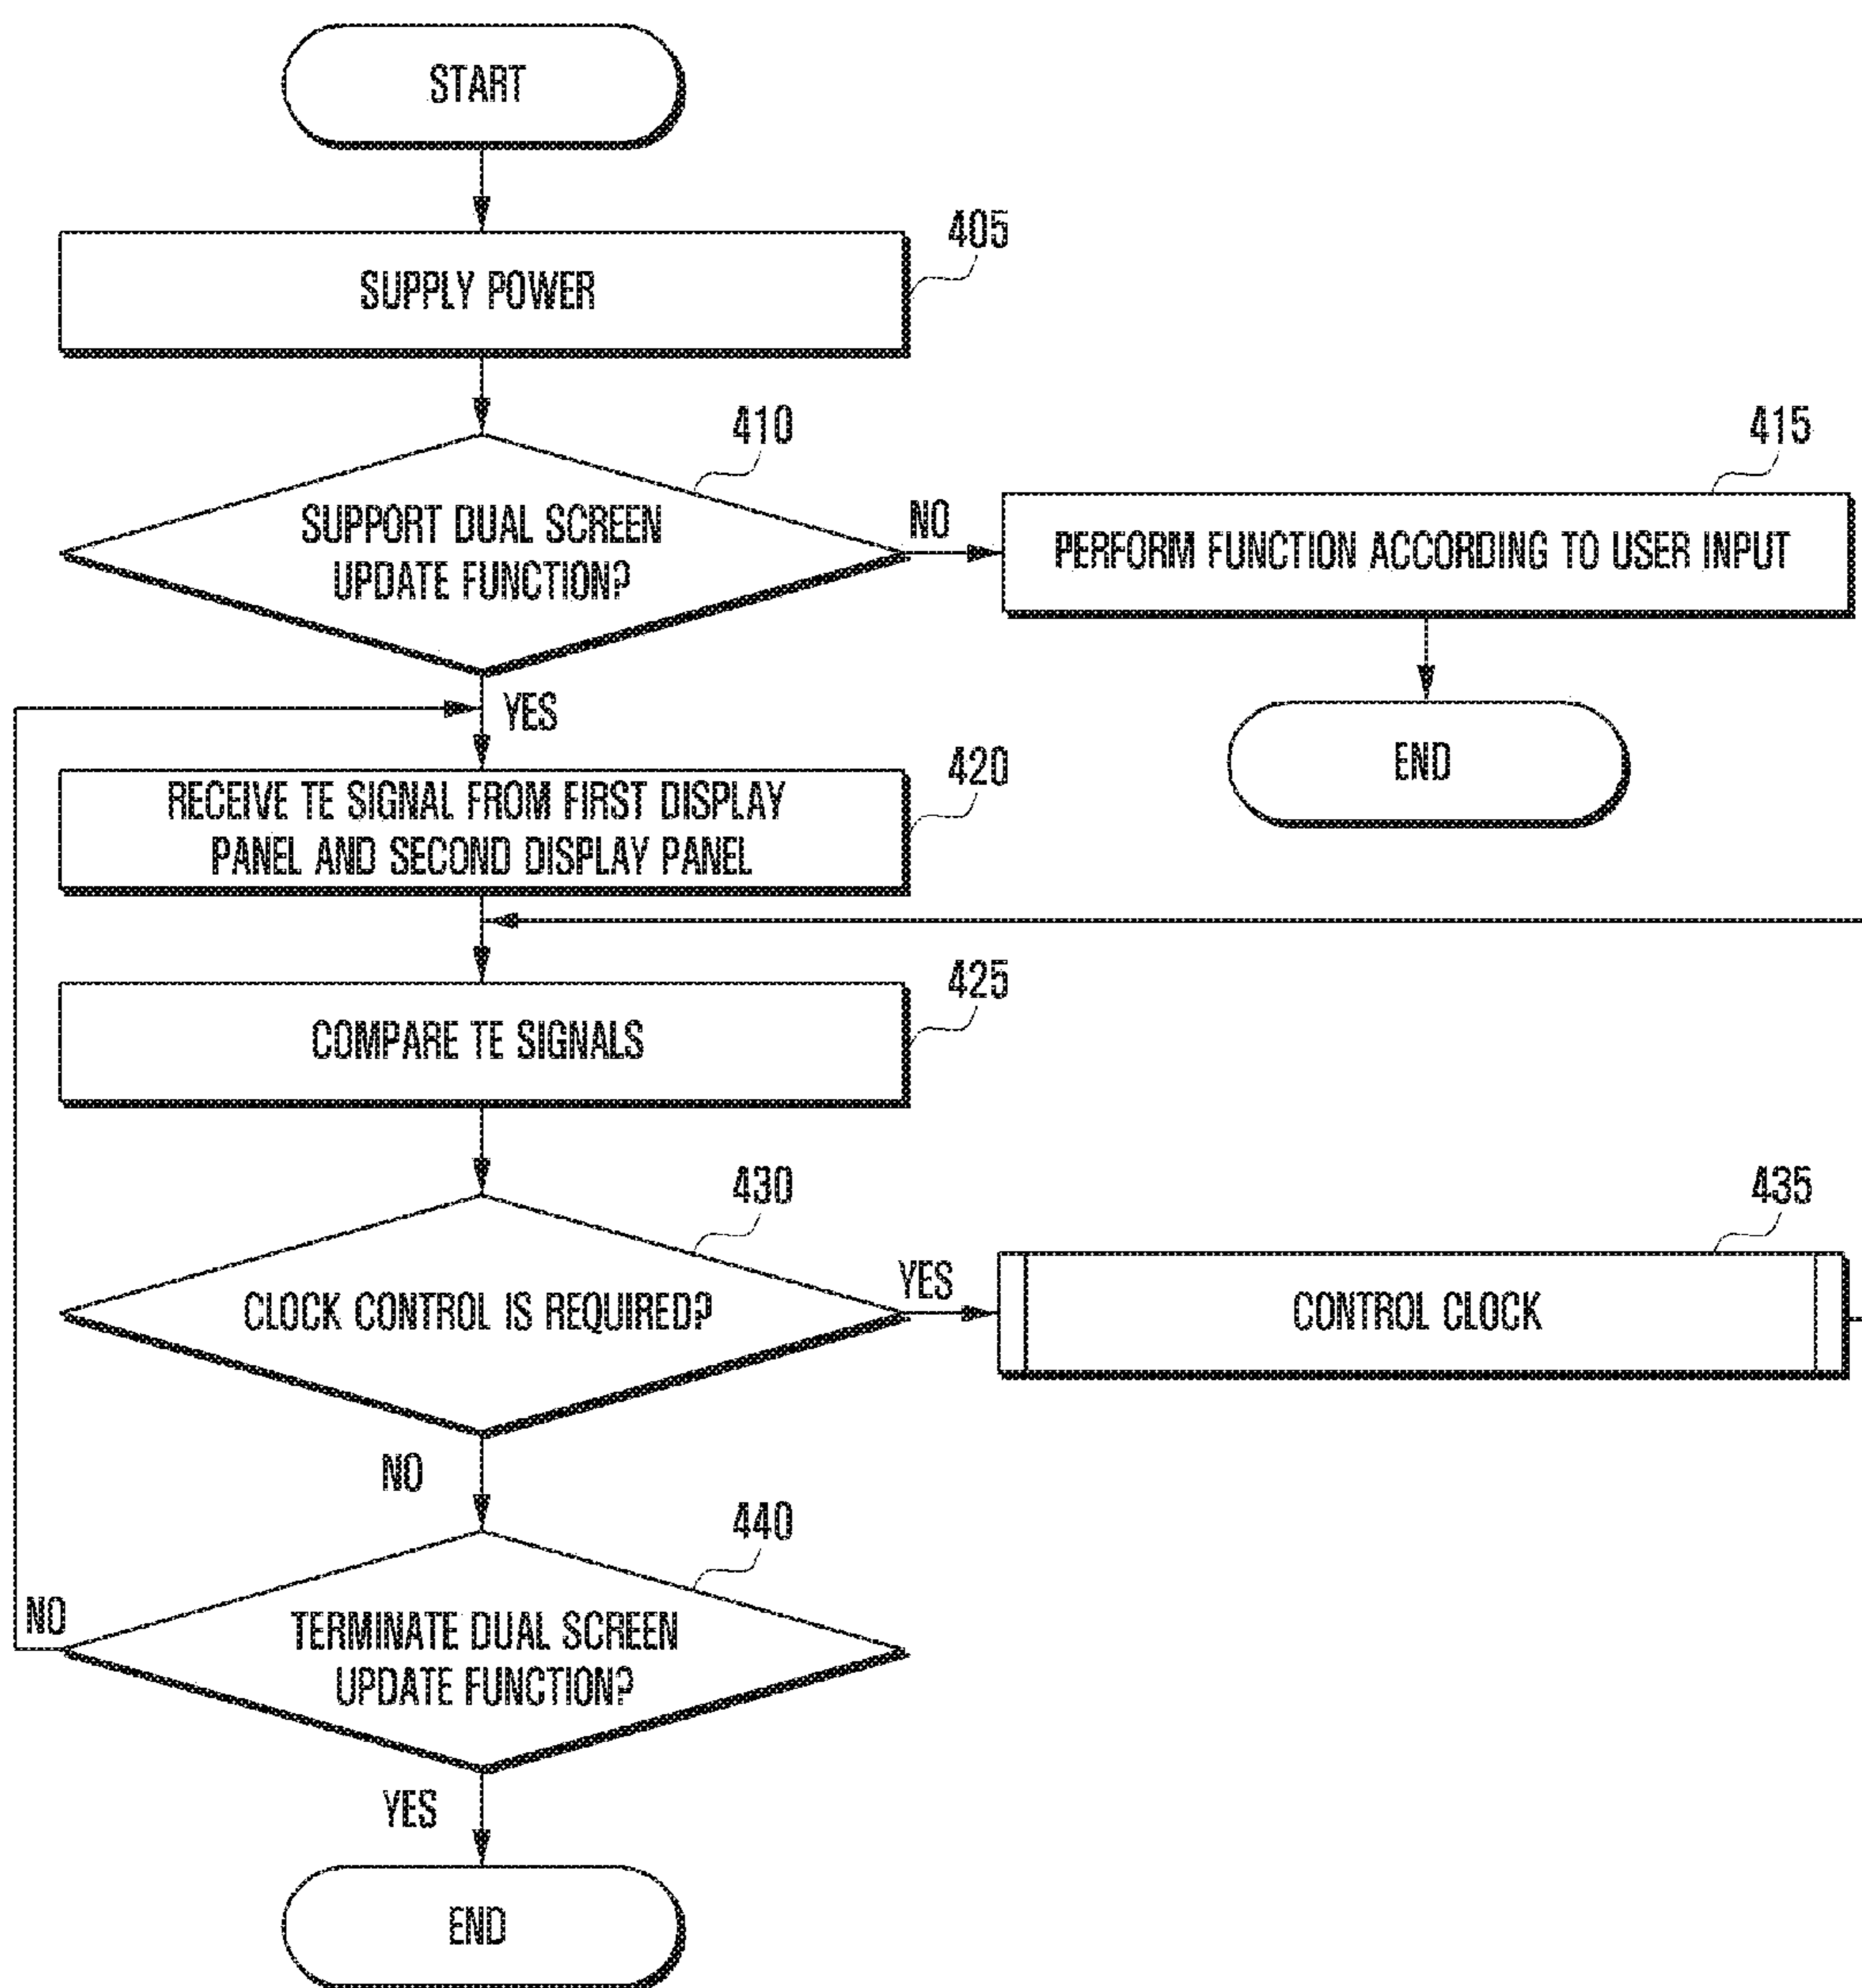 START
405
SUPPLY POWER
410
SUPPORT DUAL SCREEN
UPDATE FUNCTION?
NO
415
PERFORM FUNCTION ACCORDING TO USER INPUT
END
YES
420
RECEIVE TE SIGNAL FROM FIRST DISPLAY
PANEL AND SECOND DISPLAY PANEL
425
COMPARE TE SIGNALS
430
CLOCK CONTROL IS REQUIRED?
YES
435
CONTROL CLOCK
NO
440
TERMINATE DUAL SCREEN
UPDATE FUNCTION?
NO
YES
END